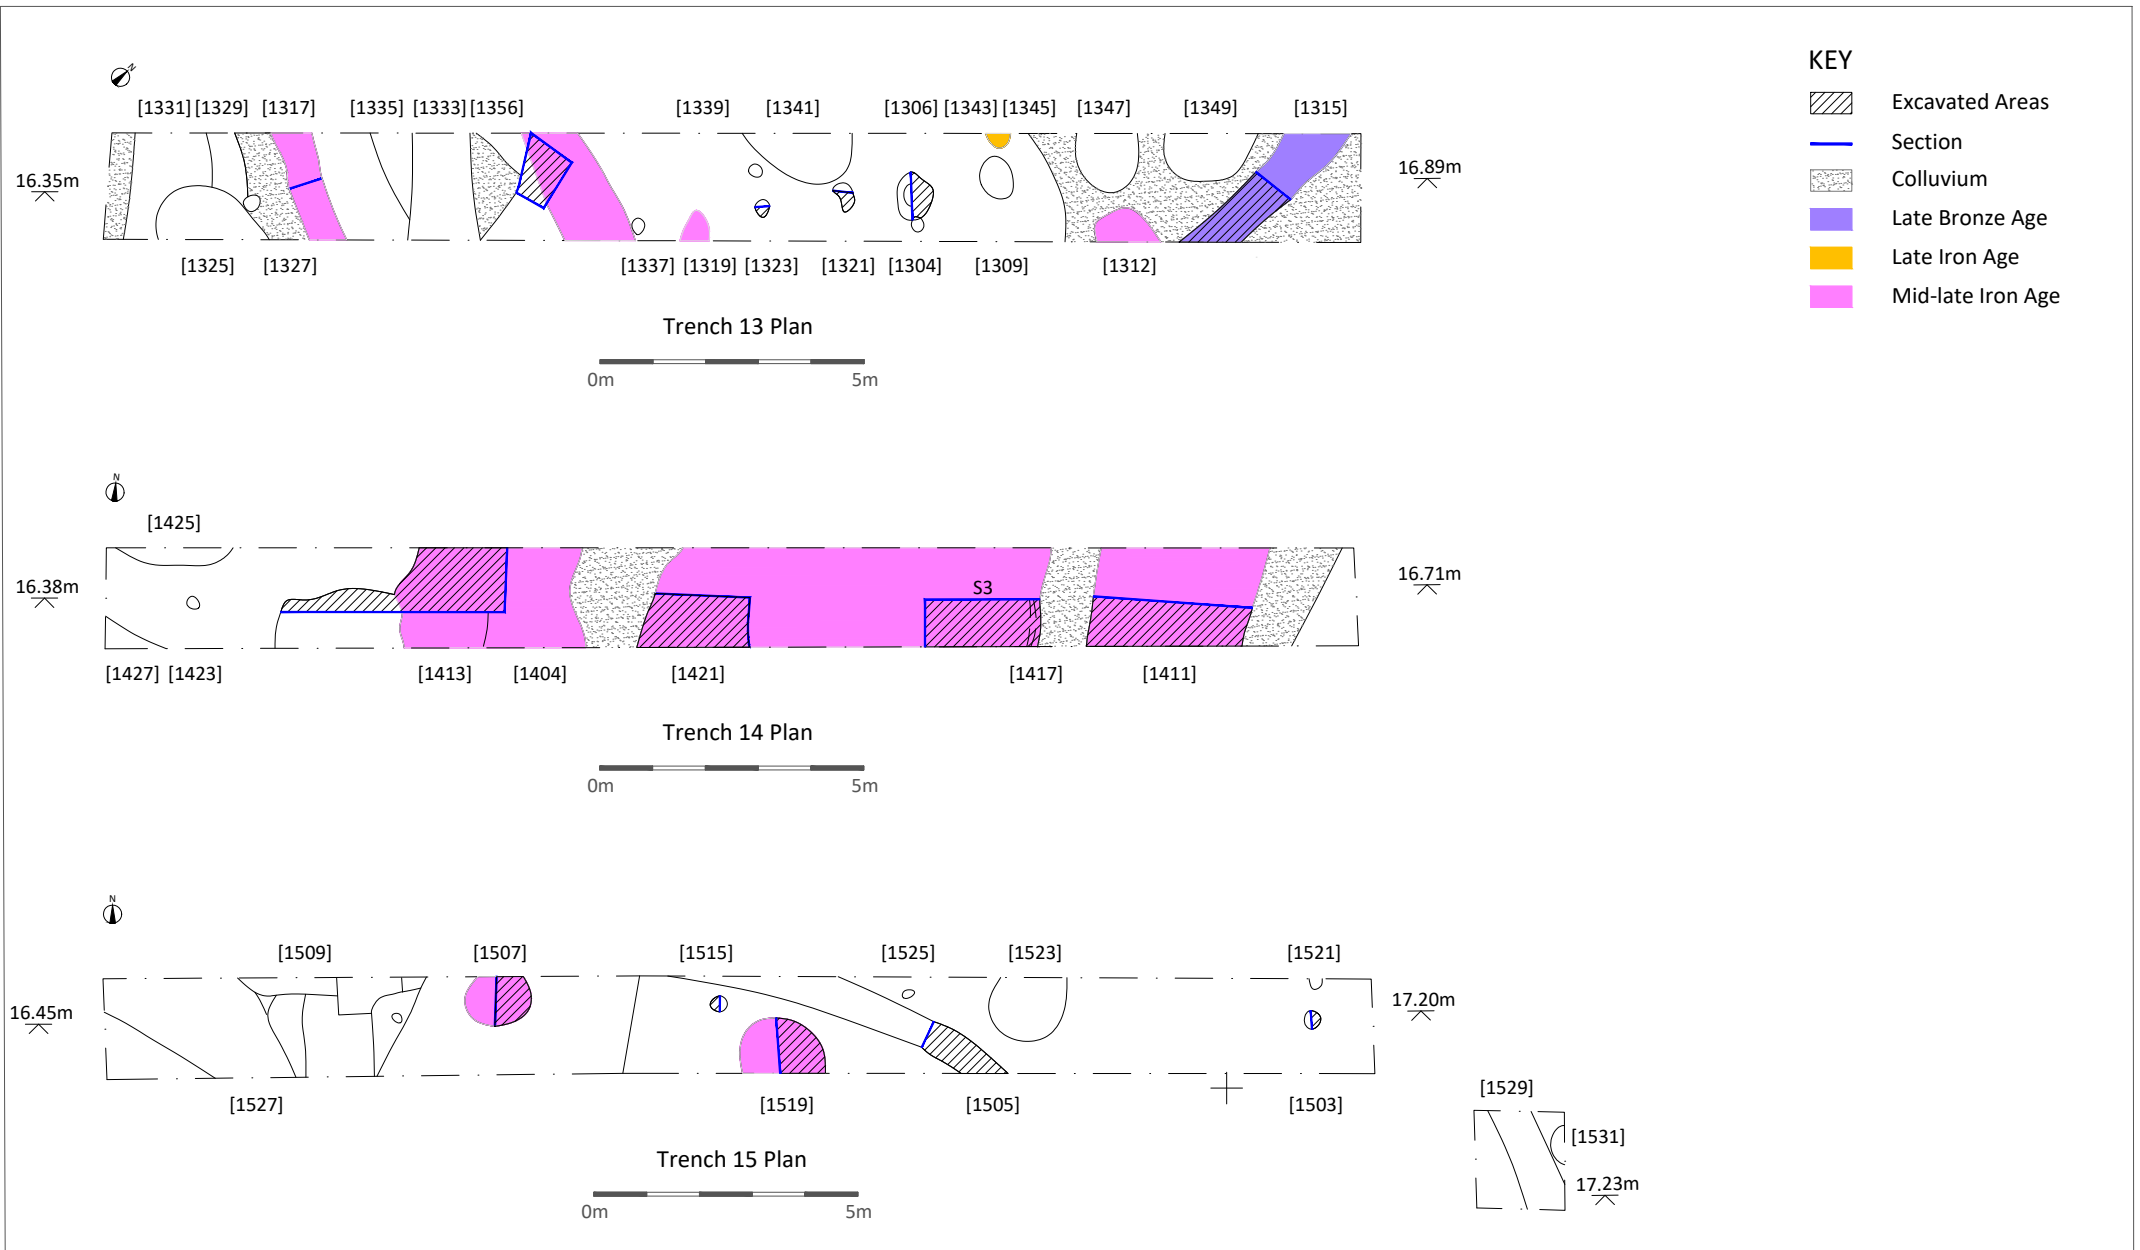 KEY
Excavated Areas
Section
Colluvium
Late Bronze Age
Late Iron Age
Mid-late Iron Age
N
[1331] [1329] [1317] [1335] [1333] [1356] [1339] [1341] [1306] [1343] [1345] [1347] [1349] [1315]
16.35m 16.89m
[1325] [1327] [1337] [1319] [1323] [1321] [1304] [1309] [1312]
Trench 13 Plan
0m 5m
N
[1425]
16.38m 16.71m
S3
[1427] [1423] [1413] [1404] [1421] [1417] [1411]
Trench 14 Plan
0m 5m
N
[1509] [1507] [1515] [1525] [1523] [1521]
16.45m 17.20m
[1527] [1519] [1505] [1503]
[1529]
[1531]
17.23m
Trench 15 Plan
0m 5m